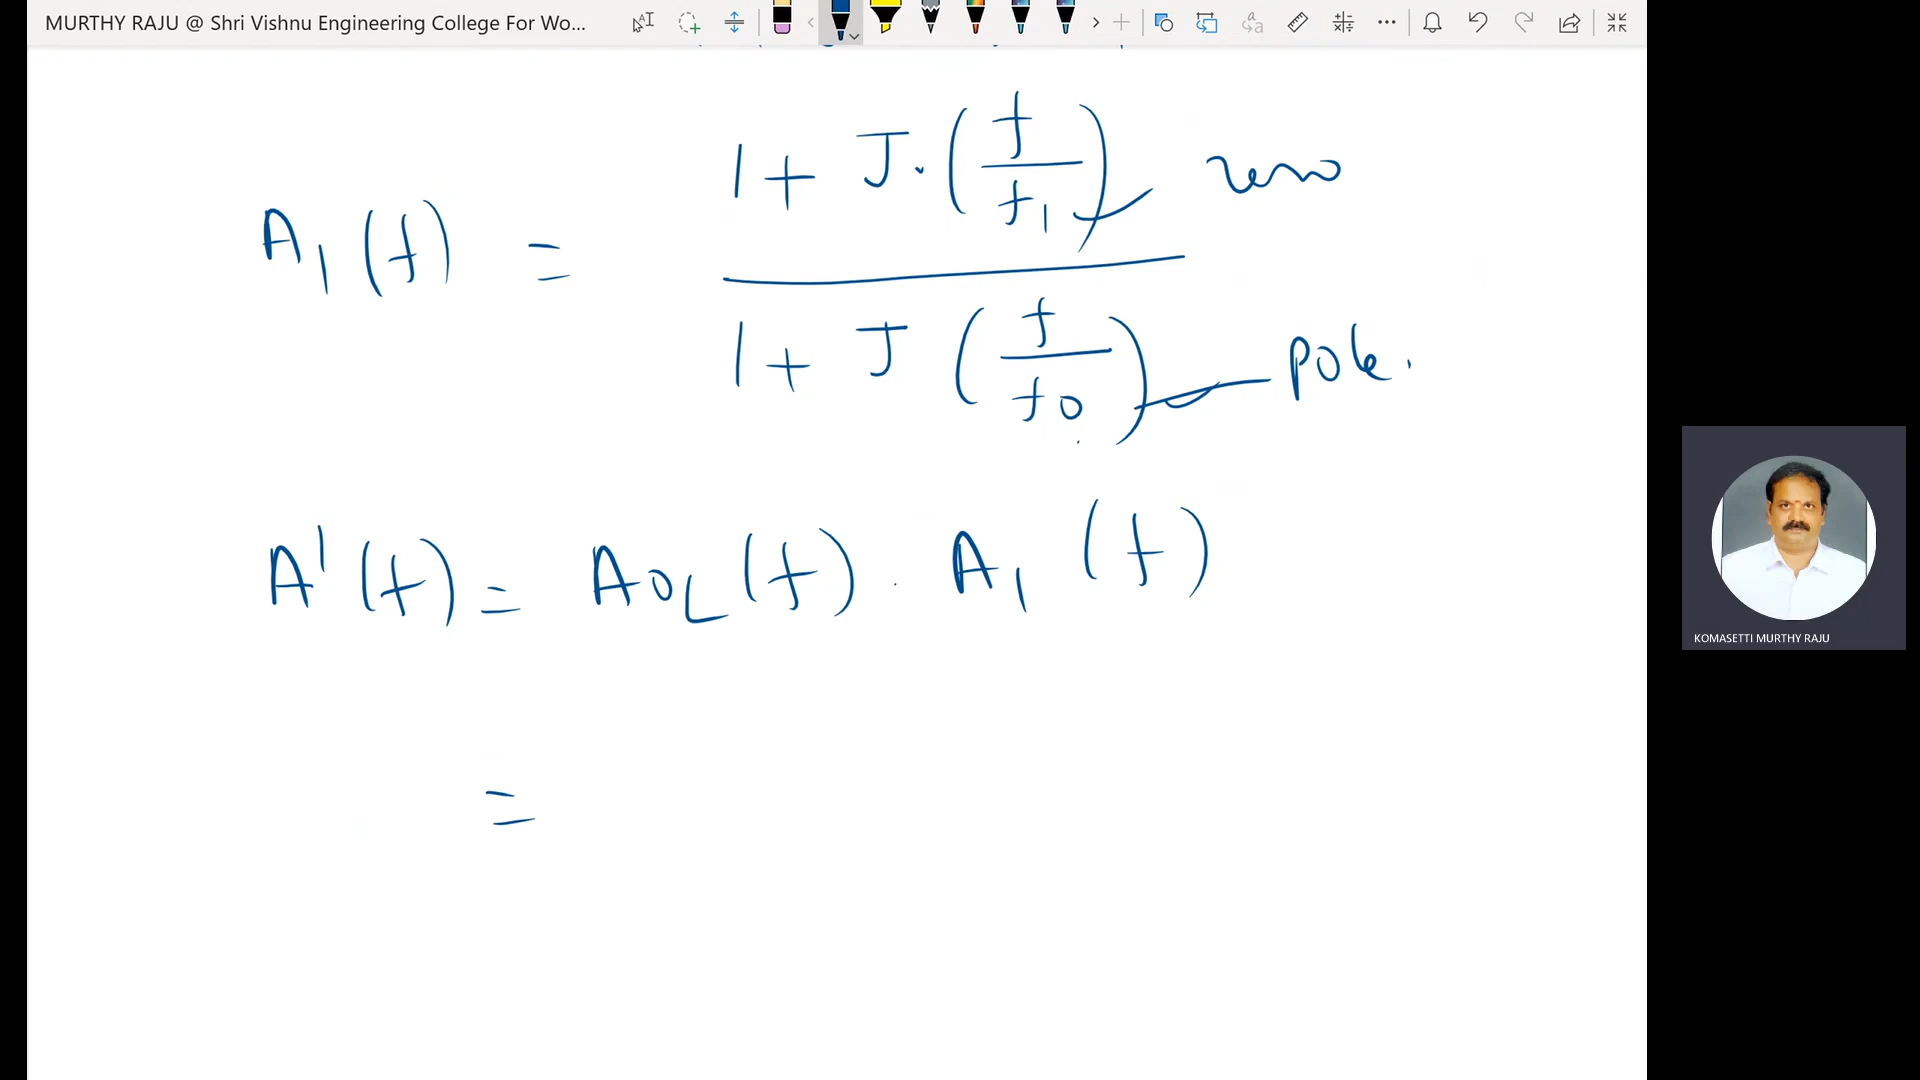 MURTHY RAJU @ Shri Vishnu Engineering College For Wo...
A₁(f) = (1 + J·(f/f₁)) / (1 + J(f/f₀))
zero
pole.
A'(f) = AOL(f) · A₁(f)
=
KOMASETTI MURTHY RAJU